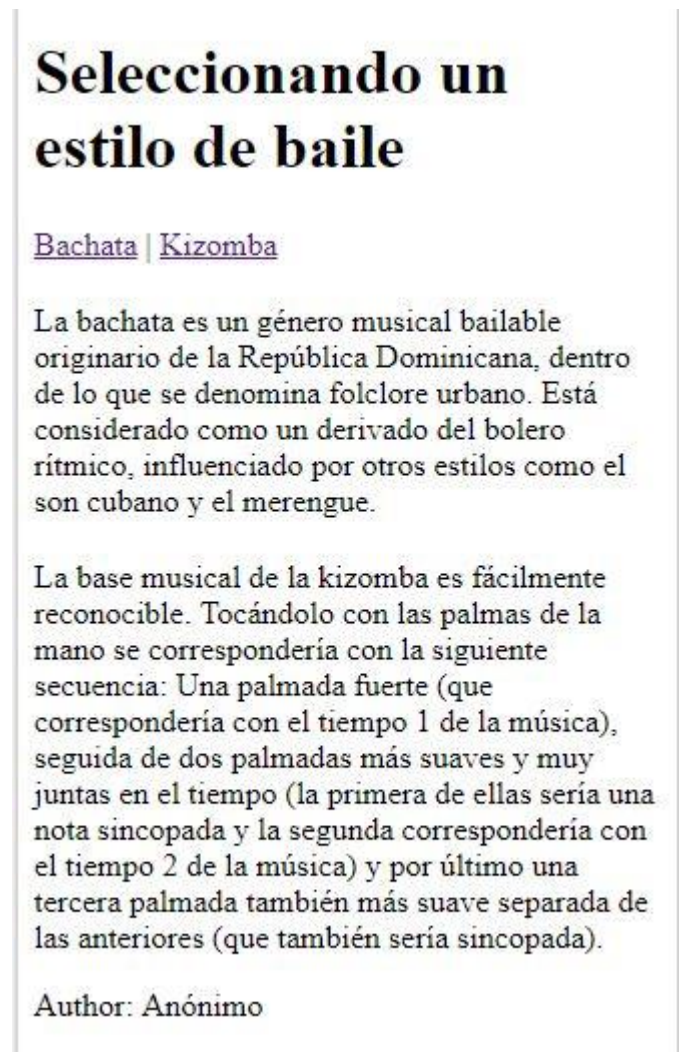 Seleccionando un
estilo de baile
Bachata | Kizomba
La bachata es un género musical bailable
originario de la República Dominicana, dentro
de lo que se denomina folclore urbano. Está
considerado como un derivado del bolero
rítmico, influenciado por otros estilos como el
son cubano y el merengue.
La base musical de la kizomba es fácilmente
reconocible. Tocándolo con las palmas de la
mano se correspondería con la siguiente
secuencia: Una palmada fuerte (que
correspondería con el tiempo 1 de la música),
seguida de dos palmadas más suaves y muy
juntas en el tiempo (la primera de ellas sería una
nota sincopada y la segunda correspondería con
el tiempo 2 de la música) y por último una
tercera palmada también más suave separada de
las anteriores (que también sería sincopada).
Author: Anónimo